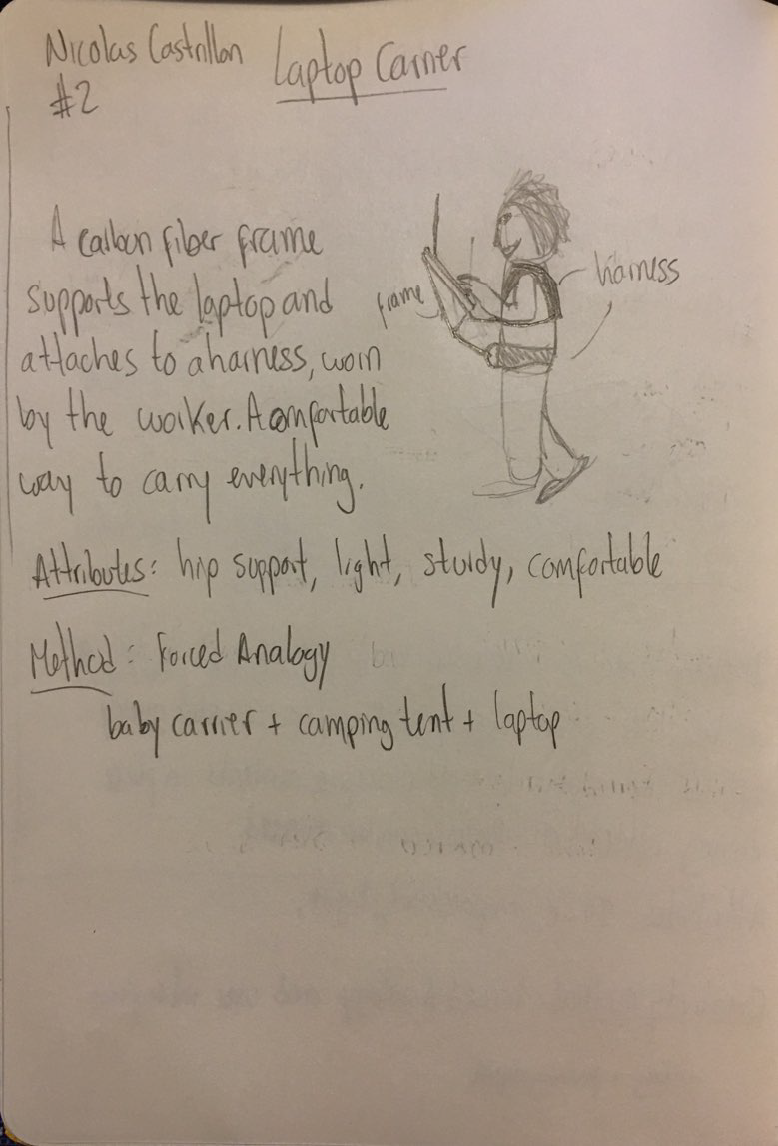 Nicolas Castrillon
#2
Laptop Carrier
A carbon fiber frame
supports the laptop and
attaches to a harness, worn
by the worker. A comfortable
way to carry everything.
frame
harness
Attributes: hip support, light, sturdy, comfortable
Method: Forced Analogy
baby carrier + camping tent + laptop